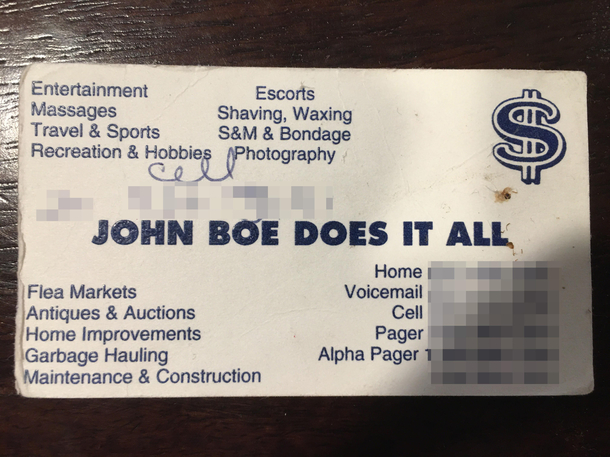 Entertainment
Massages
Travel & Sports
Recreation & Hobbies
Escorts
Shaving, Waxing
S&M & Bondage
Photography
$
cell
JOHN BOE DOES IT ALL
Flea Markets
Antiques & Auctions
Home Improvements
Garbage Hauling
Maintenance & Construction
Home
Voicemail
Cell
Pager
Alpha Pager 1